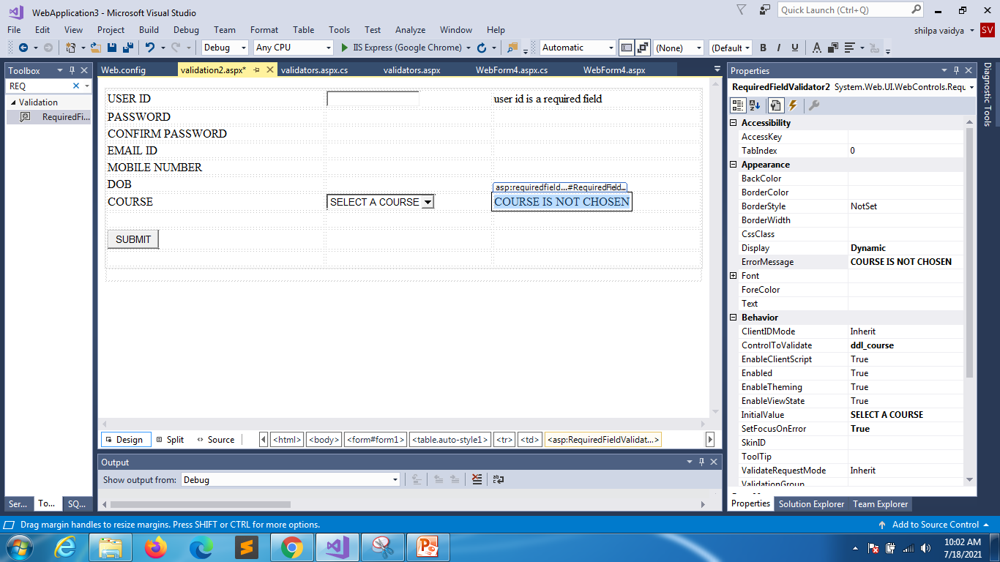 WebApplication3 - Microsoft Visual Studio
Quick Launch (Ctrl+Q)
File Edit View Project Build Debug Team Format Table Tools Test Analyze Window Help
shilpa vaidya SV
Debug Any CPU IIS Express (Google Chrome) Automatic (None) (Default B I U A
Toolbox
REQ
Validation
RequiredFi...
Ser... To... SQ...
Web.config validation2.aspx* validators.aspx.cs validators.aspx WebForm4.aspx.cs WebForm4.aspx
USER ID user id is a required field
PASSWORD
CONFIRM PASSWORD
EMAIL ID
MOBILE NUMBER
DOB
asp:requiredfield...#RequiredField...
COURSE SELECT A COURSE COURSE IS NOT CHOSEN
SUBMIT
Design Split Source <html> <body> <form#form1> <table.auto-style1> <tr> <td> <asp:RequiredFieldValidat...>
Output
Show output from: Debug
Properties
RequiredFieldValidator2 System.Web.UI.WebControls.Requ
Accessibility
AccessKey
TabIndex 0
Appearance
BackColor
BorderColor
BorderStyle NotSet
BorderWidth
CssClass
Display Dynamic
ErrorMessage COURSE IS NOT CHOSEN
Font
ForeColor
Text
Behavior
ClientIDMode Inherit
ControlToValidate ddl_course
EnableClientScript True
Enabled True
EnableTheming True
EnableViewState True
InitialValue SELECT A COURSE
SetFocusOnError True
SkinID
ToolTip
ValidateRequestMode Inherit
ValidationGroup
Properties Solution Explorer Team Explorer
Diagnostic Tools
Drag margin handles to resize margins. Press SHIFT or CTRL for more options.
Add to Source Control
10:02 AM
7/18/2021